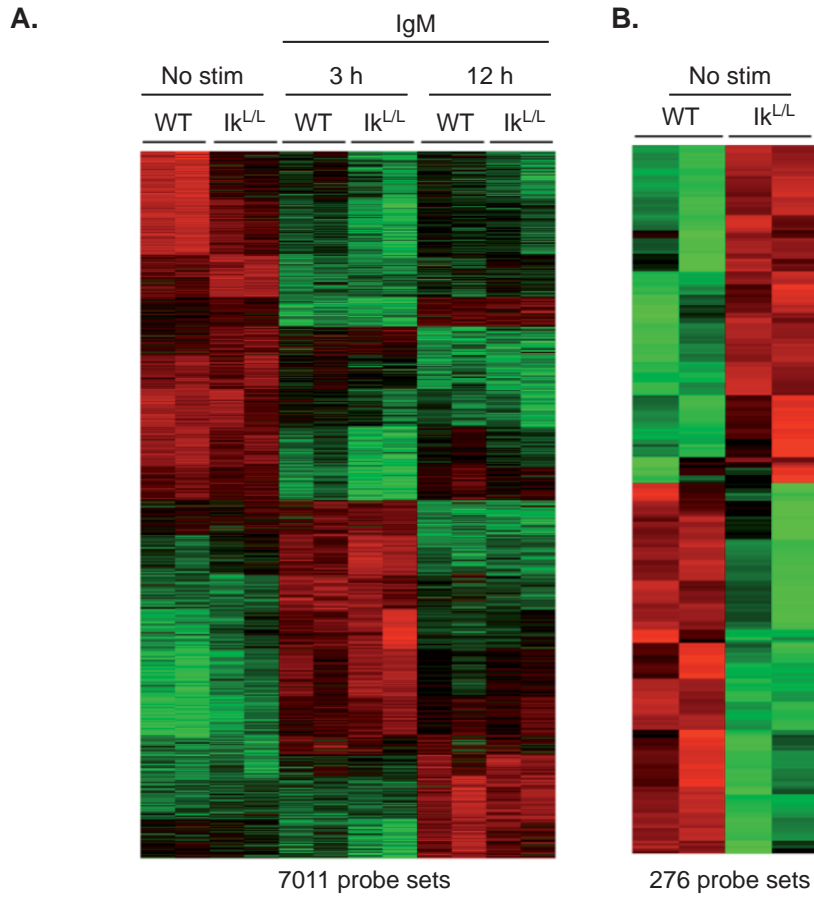 A.
IgM
No stim 3 h 12 h
WT Ik^L/L WT Ik^L/L WT Ik^L/L
7011 probe sets
B.
No stim
WT Ik^L/L
276 probe sets